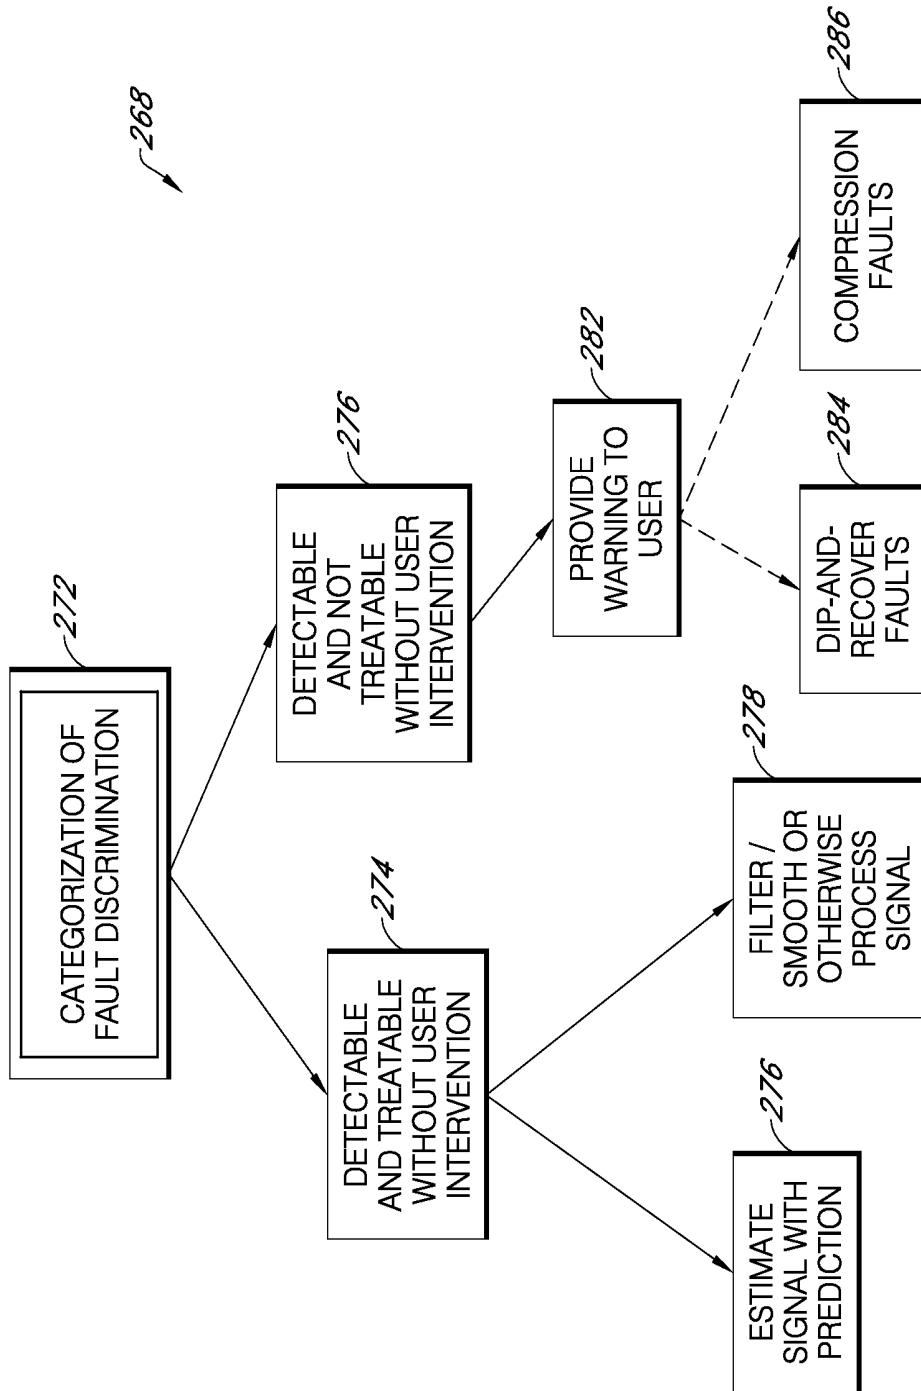 268
272
CATEGORIZATION OF
FAULT DISCRIMINATION
274
DETECTABLE
AND TREATABLE
WITHOUT USER
INTERVENTION
276
DETECTABLE
AND NOT
TREATABLE
WITHOUT USER
INTERVENTION
276
ESTIMATE
SIGNAL WITH
PREDICTION
278
FILTER /
SMOOTH OR
OTHERWISE
PROCESS
SIGNAL
282
PROVIDE
WARNING TO
USER
284
DIP-AND-
RECOVER
FAULTS
286
COMPRESSION
FAULTS